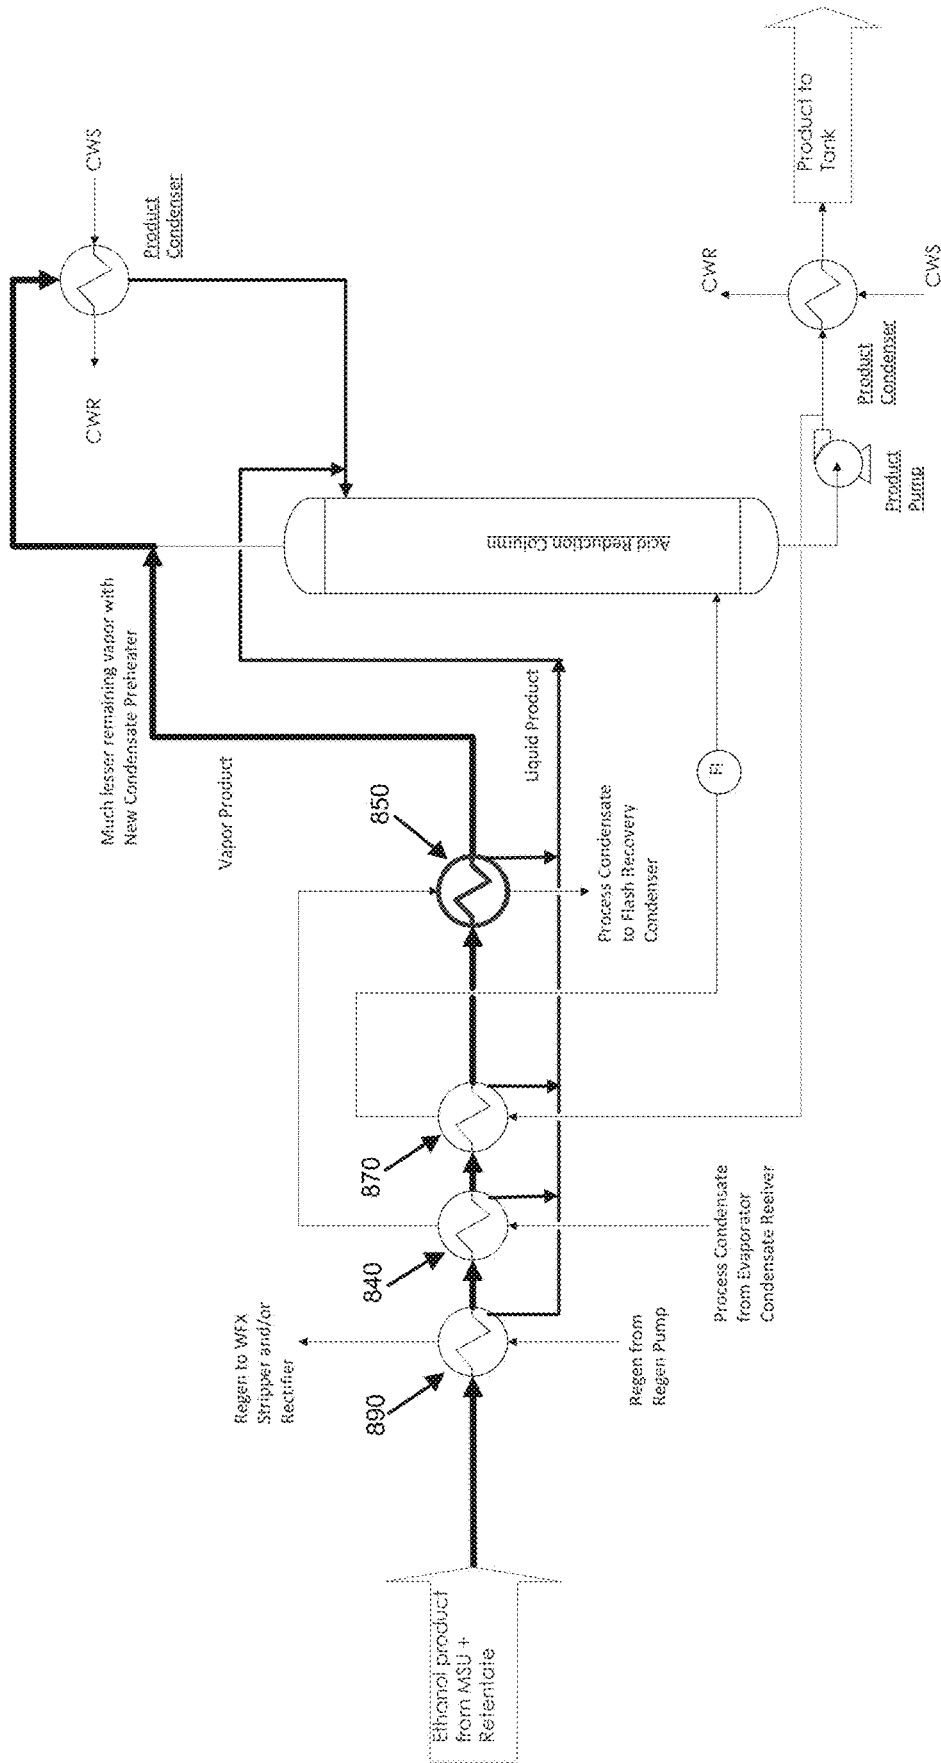 Ethanol product
from MSU +
Retentate
890
Regen to WFX
Stripper and/or
Rectifier
Regen from
Regen Pump
840
Process Condensate
from Evaporator
Condensate Reeiver
870
850
Process Condensate
to Flash Recovery
Condenser
Vapor Product
Much lesser remaining vapor with
New Condensate Preheater
Liquid Product
Acid Reduction Column
CWR
CWS
Product
Condenser
Product
Pump
Product
Condenser
CWR
CWS
Product to
Tank